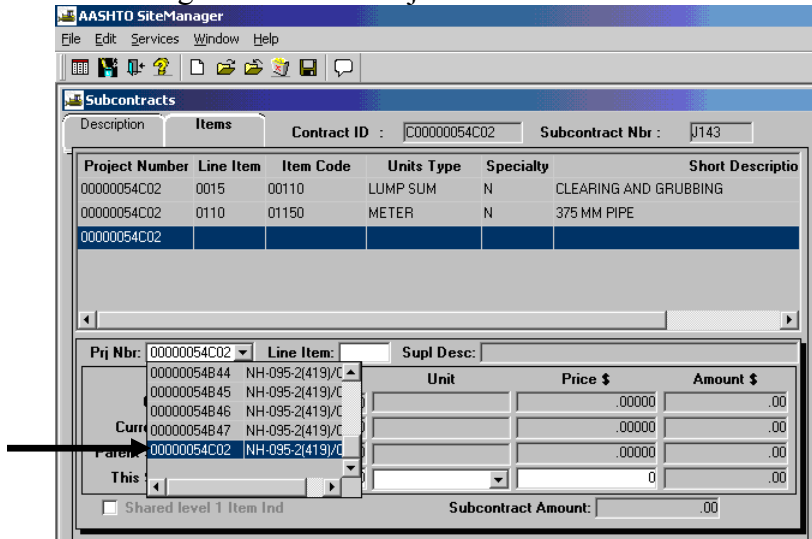 AASHTO SiteManager
File Edit Services Window Help
Subcontracts
Description Items Contract ID : C00000054C02 Subcontract Nbr : J143
Project Number Line Item Item Code Units Type Specialty Short Descriptio
00000054C02 0015 00110 LUMP SUM N CLEARING AND GRUBBING
00000054C02 0110 01150 METER N 375 MM PIPE
00000054C02
Prj Nbr: 00000054C02 Line Item: Supl Desc:
00000054B44 NH-095-2(419)/
Unit Price $ Amount $
00000054B45 NH-095-2(419)/
.00000 .00
00000054B46 NH-095-2(419)/
Curre 00000054B47 NH-095-2(419)/ .00000 .00
00000054C02 NH-095-2(419)/ .00000 .00
This 0 .00
Shared level 1 Item Ind Subcontract Amount: .00